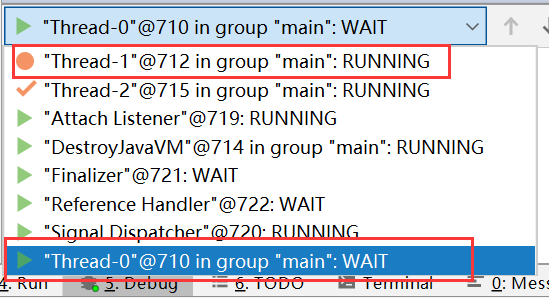 "Thread-0"@710 in group "main": WAIT
"Thread-1"@712 in group "main": RUNNING
"Thread-2"@715 in group "main": RUNNING
"Attach Listener"@719: RUNNING
"DestroyJavaVM"@714 in group "main": RUNNING
"Finalizer"@721: WAIT
"Reference Handler"@722: WAIT
"Signal Dispatcher"@720: RUNNING
"Thread-0"@710 in group "main": WAIT
4: Run 5: Debug 6: TODO Terminal 0: Mess